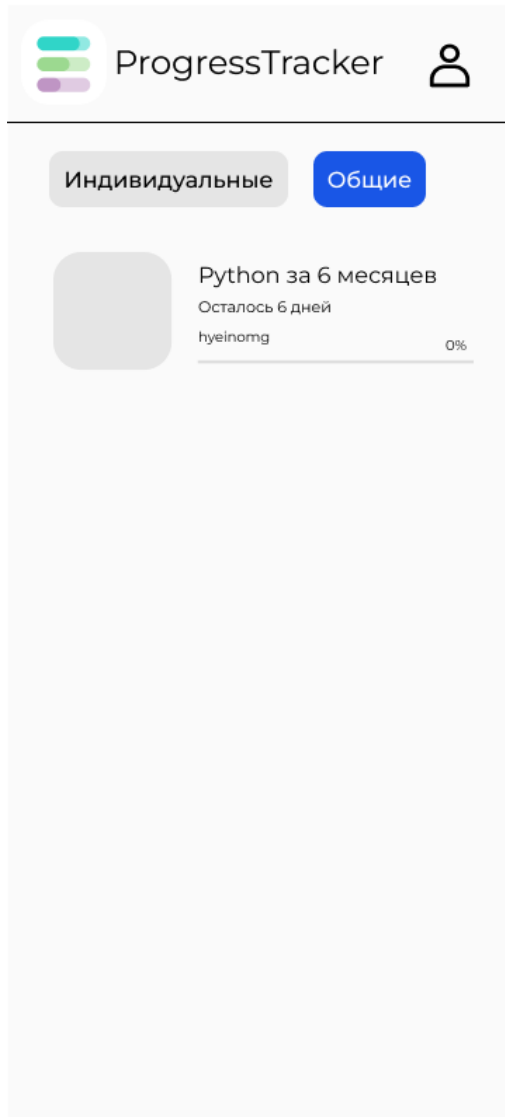 ProgressTracker
Индивидуальные
Общие
Python за 6 месяцев
Осталось 6 дней
hyeinomg
0%